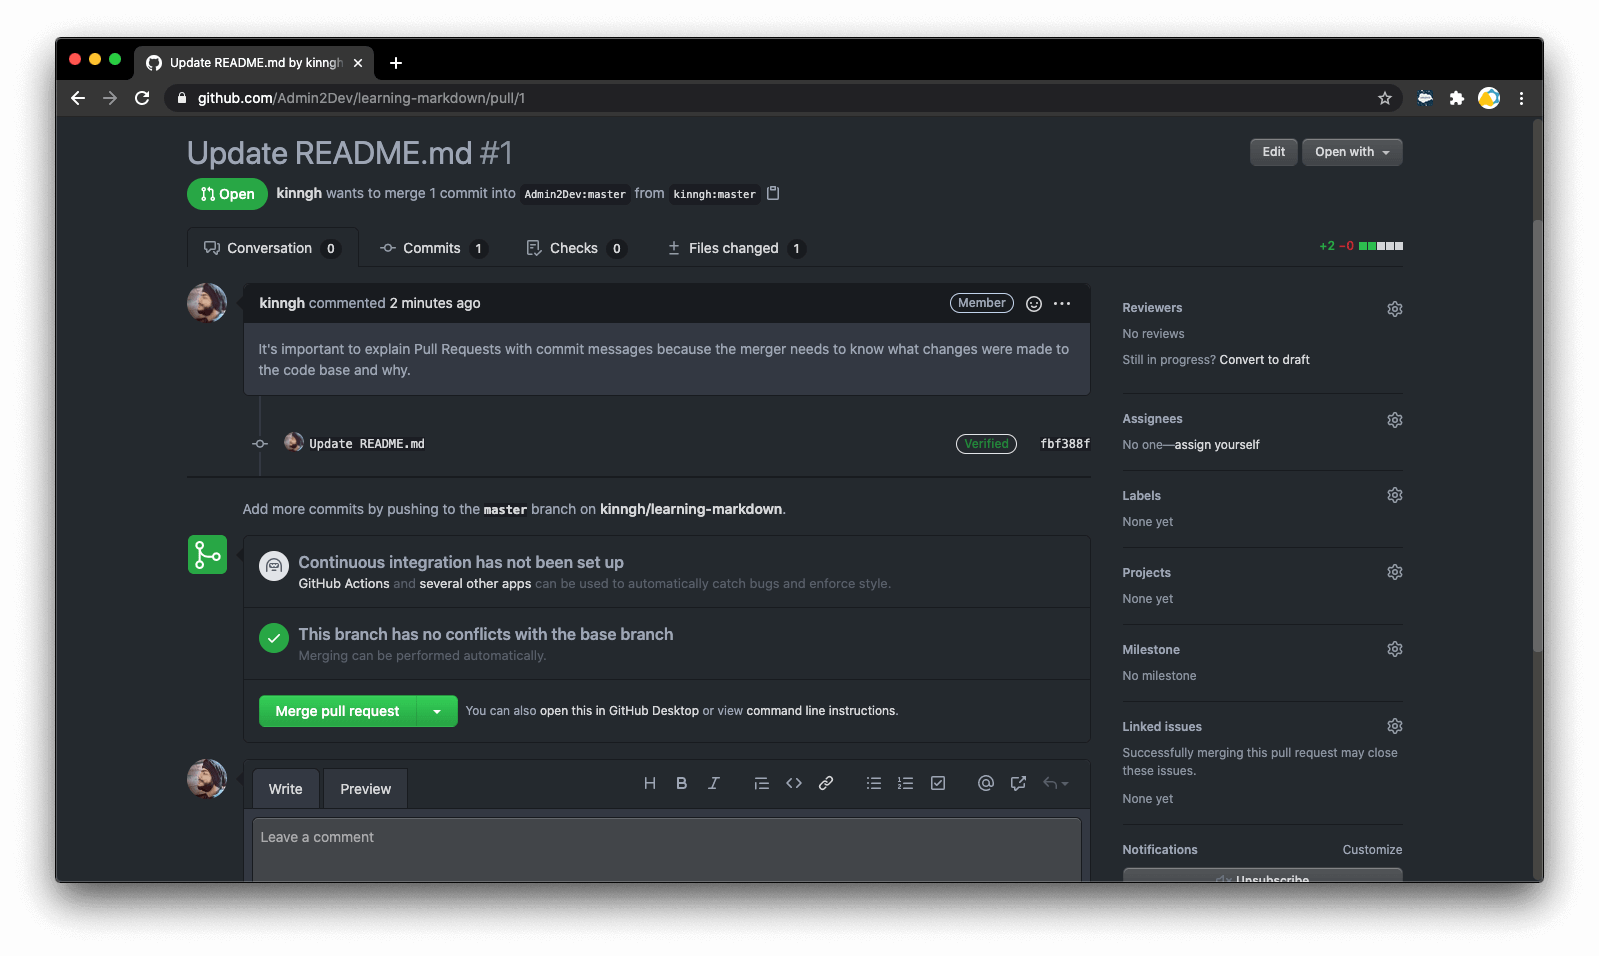 Update README.md by kinngh
github.com/Admin2Dev/learning-markdown/pull/1
Update README.md #1
Edit
Open with
Open
kinngh wants to merge 1 commit into Admin2Dev:master from kinngh:master
Conversation 0
Commits 1
Checks 0
Files changed 1
+2 −0
kinngh commented 2 minutes ago
Member
It's important to explain Pull Requests with commit messages because the merger needs to know what changes were made to
the code base and why.
Update README.md
Verified
fbf388f
Add more commits by pushing to the master branch on kinngh/learning-markdown.
Continuous integration has not been set up
GitHub Actions and several other apps can be used to automatically catch bugs and enforce style.
This branch has no conflicts with the base branch
Merging can be performed automatically.
Merge pull request
You can also open this in GitHub Desktop or view command line instructions.
Write
Preview
H B I
Leave a comment
Reviewers
No reviews
Still in progress? Convert to draft
Assignees
No one—assign yourself
Labels
None yet
Projects
None yet
Milestone
No milestone
Linked issues
Successfully merging this pull request may close
these issues.
None yet
Notifications
Customize
Unsubscribe